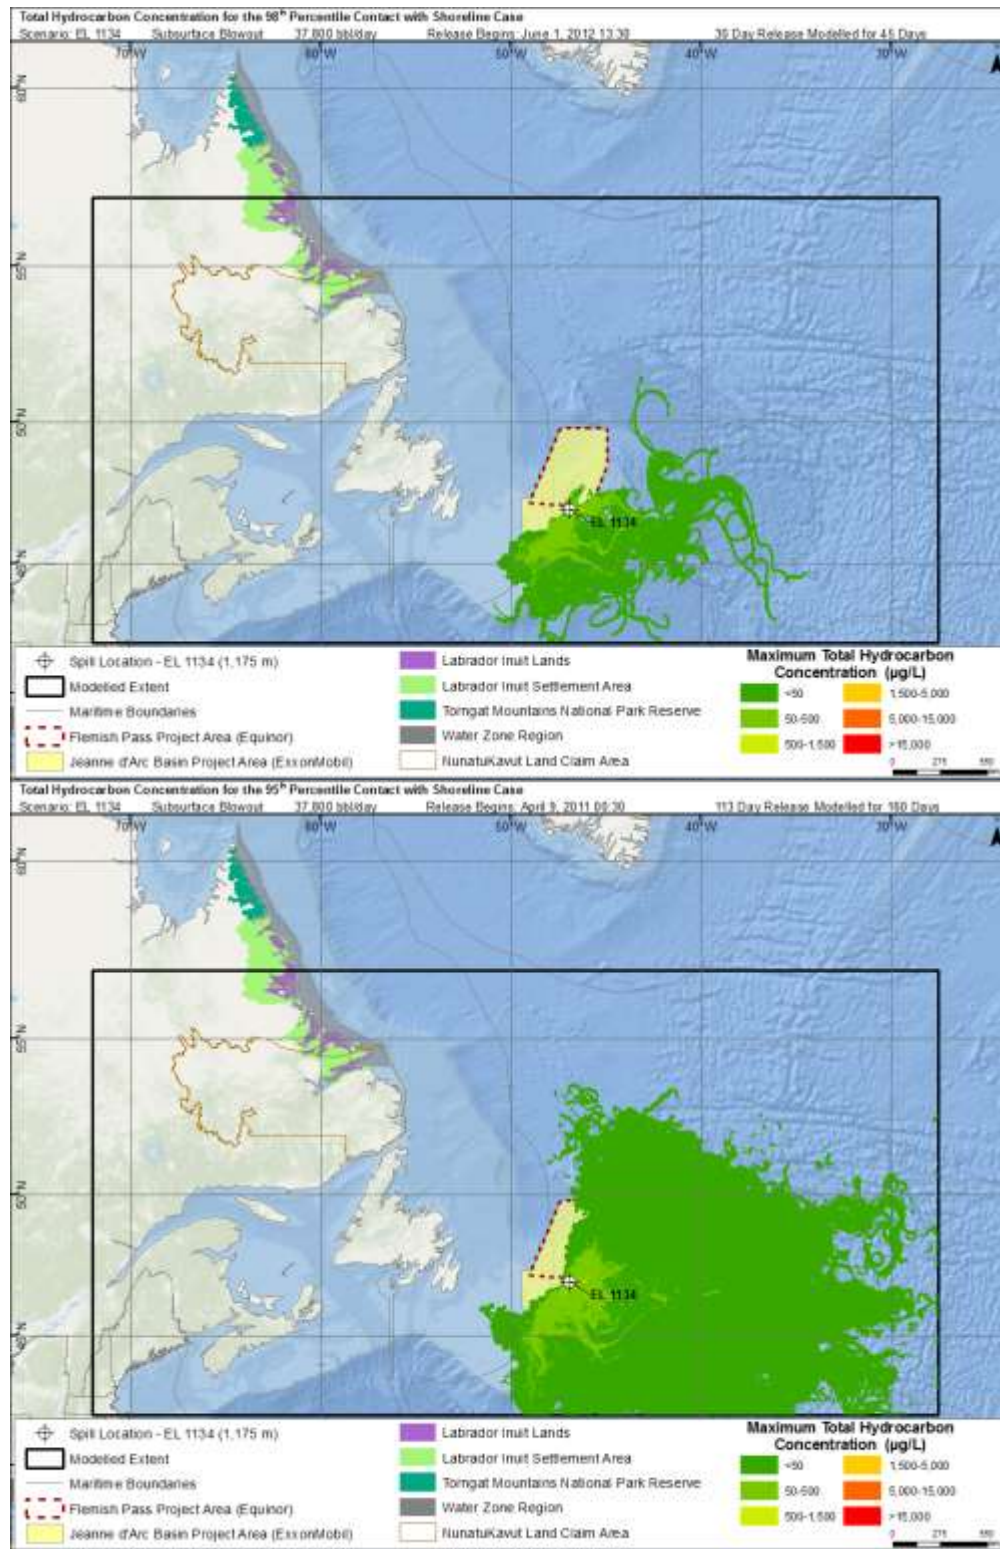 Total Hydrocarbon Concentration for the 98th Percentile Contact with Shoreline Case
Scenario: EL 1134 Subsurface Blowout 37,800 bbl/day Release Begins: June 1, 2012 13:30 36 Day Release Modelled for 45 Days
70°W 60°W 50°W 40°W 30°W
60°N
55°N
50°N
EL 1134
45°N
Spill Location - EL 1134 (1,175 m)
Modelled Extent
Maritime Boundaries
Flemish Pass Project Area (Equinor)
Jeanne d'Arc Basin Project Area (ExxonMobil)
Labrador Inuit Lands
Labrador Inuit Settlement Area
Torngat Mountains National Park Reserve
Water Zone Region
NunatuKavut Land Claim Area
Maximum Total Hydrocarbon
Concentration (µg/L)
<50 1,500-5,000
50-500 5,000-15,000
500-1,500 >15,000
0 275 550
Total Hydrocarbon Concentration for the 95th Percentile Contact with Shoreline Case
Scenario: EL 1134 Subsurface Blowout 37,800 bbl/day Release Begins: April 9, 2011 06:30 113 Day Release Modelled for 160 Days
70°W 60°W 50°W 40°W 30°W
60°N
55°N
50°N
EL 1134
45°N
Spill Location - EL 1134 (1,175 m)
Modelled Extent
Maritime Boundaries
Flemish Pass Project Area (Equinor)
Jeanne d'Arc Basin Project Area (ExxonMobil)
Labrador Inuit Lands
Labrador Inuit Settlement Area
Torngat Mountains National Park Reserve
Water Zone Region
NunatuKavut Land Claim Area
Maximum Total Hydrocarbon
Concentration (µg/L)
<50 1,500-5,000
50-500 5,000-15,000
500-1,500 >15,000
0 275 550